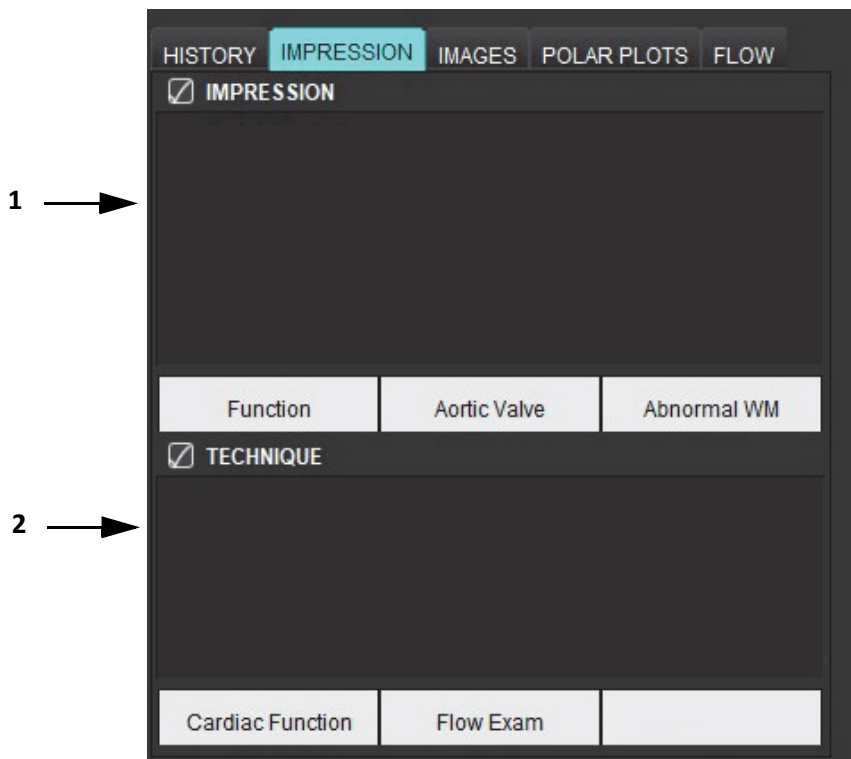 HISTORY IMPRESSION IMAGES POLAR PLOTS FLOW
IMPRESSION
1
Function Aortic Valve Abnormal WM
TECHNIQUE
2
Cardiac Function Flow Exam